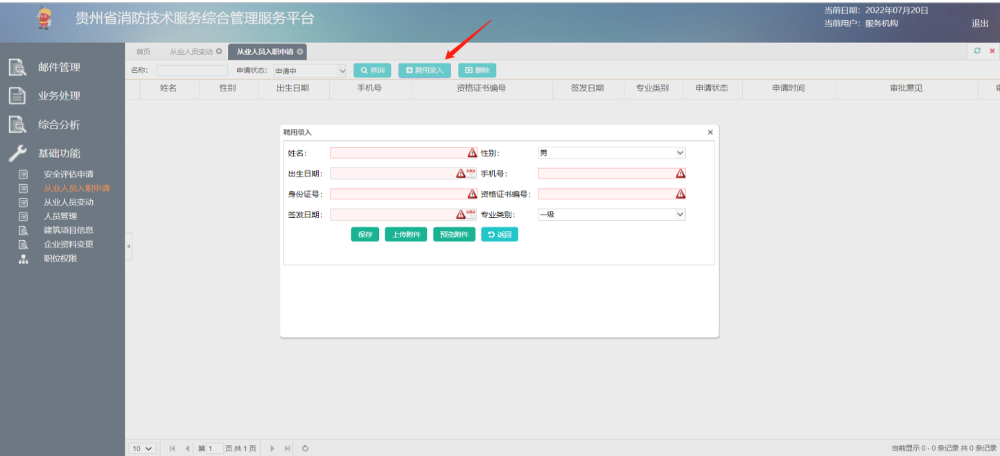 贵州省消防技术服务综合管理服务平台
当前日期: 2022年07月20日
当前用户: 服务机构
退出
邮件管理
业务处理
综合分析
基础功能
安全评估申请
从业人员入职申请
从业人员变动
人员管理
建筑项目信息
企业资料变更
职位权限
首页 从业人员变动 从业人员入职申请
名称: 申请状态: 申请中 查询 聘用录入 删除
姓名 性别 出生日期 手机号 资格证书编号 签发日期 专业类别 申请状态 申请时间 审批意见
聘用录入
姓名: 性别: 男
出生日期: 手机号:
身份证号: 资格证书编号:
签发日期: 专业类别: 一级
保存 上传附件 预览附件 返回
10 第 1 页共1页 当前显示 0 - 0 条记录 共 0 条记录